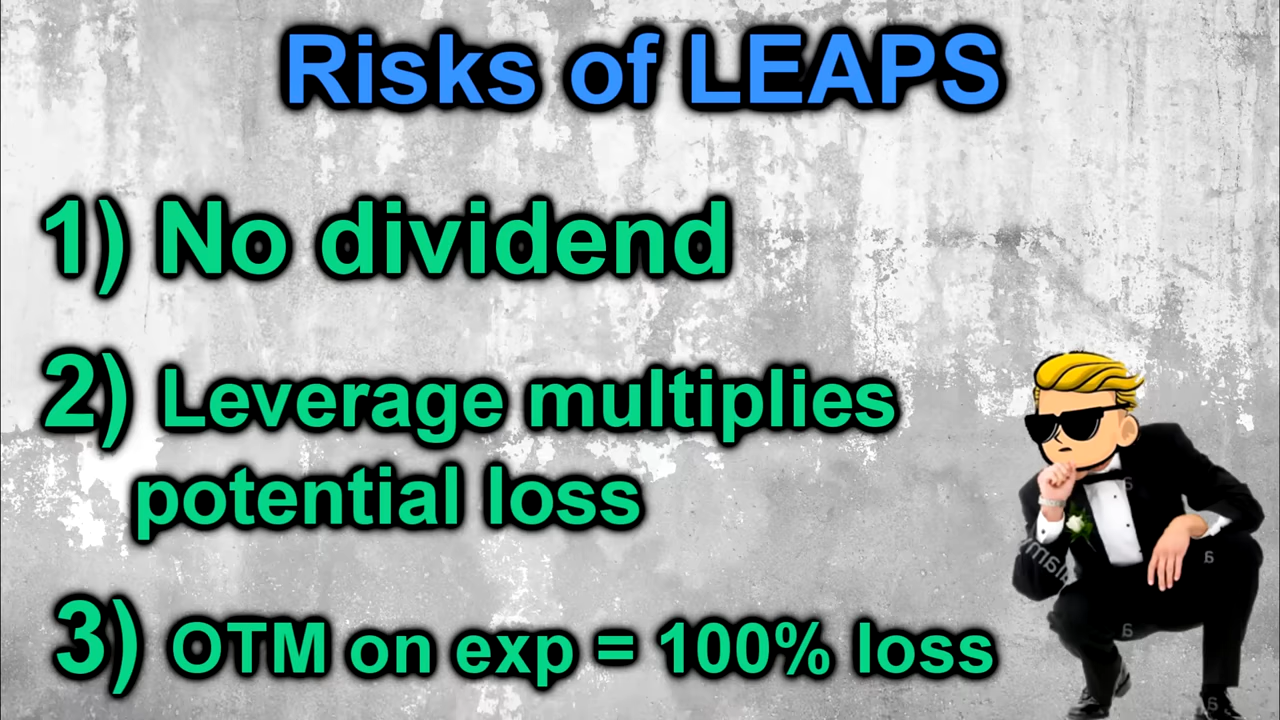 Risks of LEAPS
1) No dividend
2) Leverage multiplies
potential loss
3) OTM on exp = 100% loss
a
a
a
a